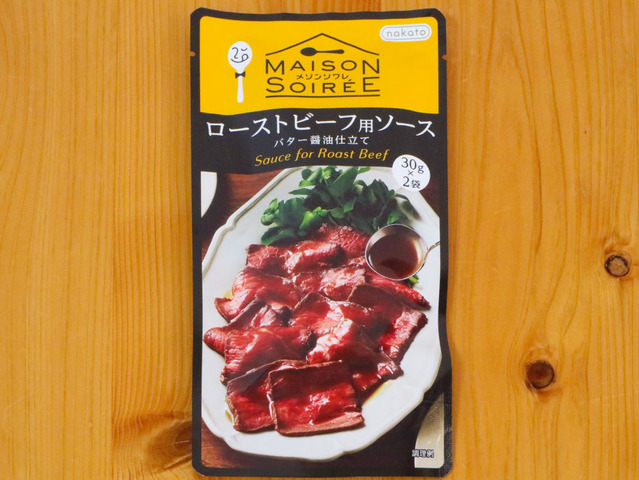 nakato
MAISON
メゾンソワレ
SOIRÉE
ローストビーフ用ソース
バター醤油仕立て
Sauce for Roast Beef
30g
×
2袋
調理例